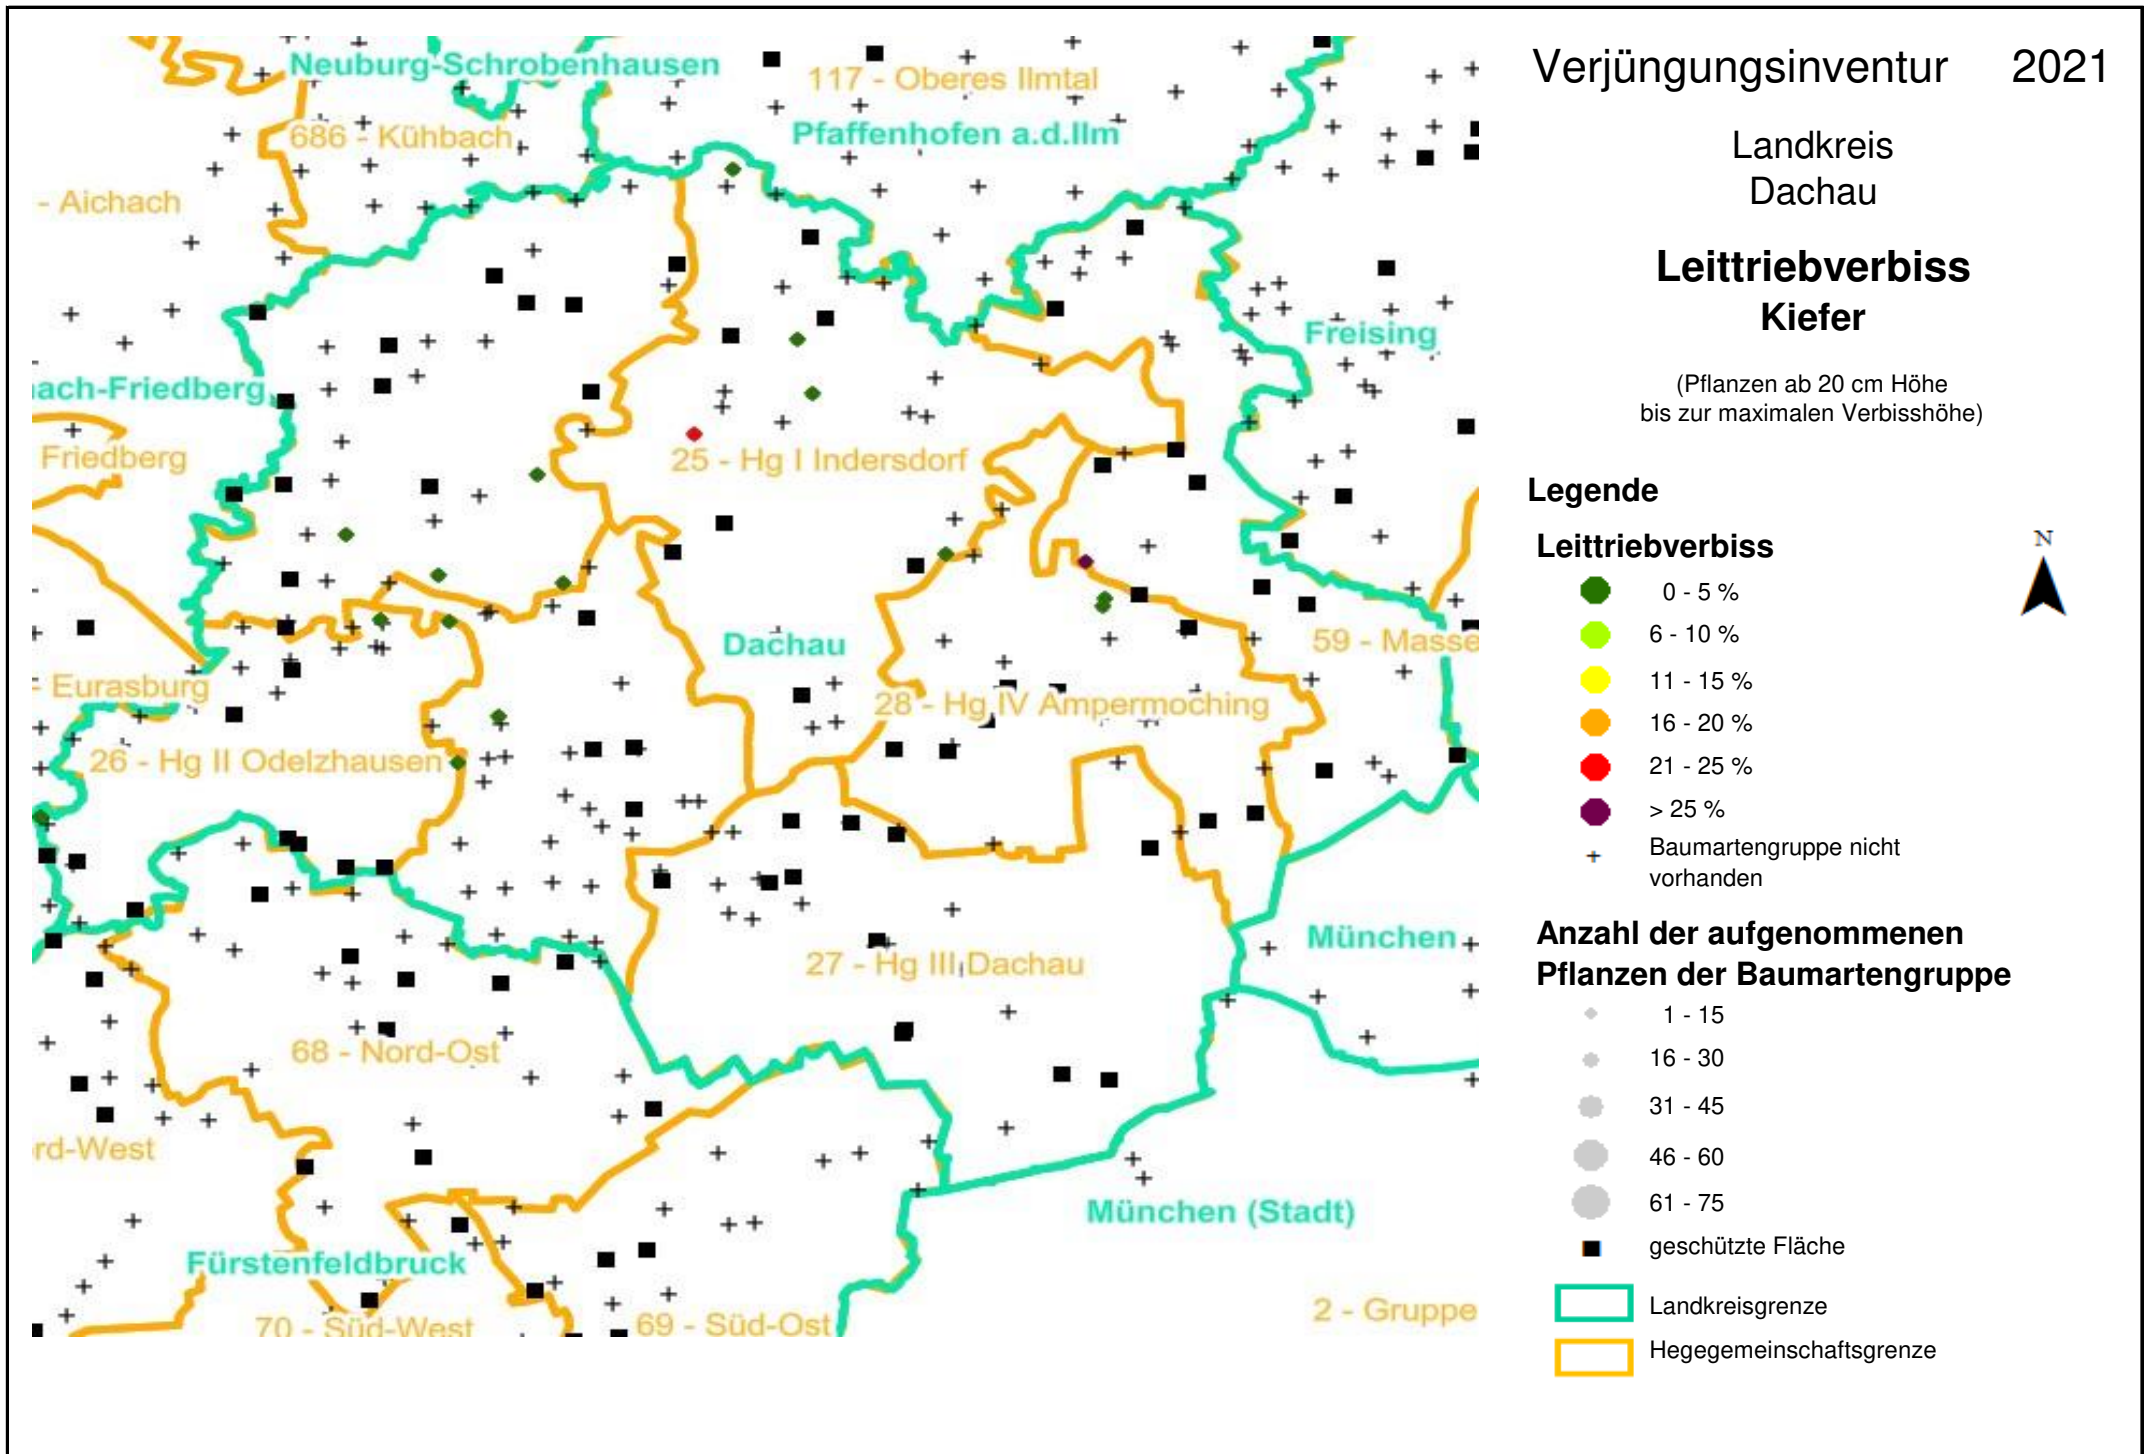 Verjüngungsinventur 2021
Landkreis
Dachau
Leittriebverbiss
Kiefer
(Pflanzen ab 20 cm Höhe
bis zur maximalen Verbisshöhe)
Legende
Leittriebverbiss
N
0 - 5 %
6 - 10 %
11 - 15 %
16 - 20 %
21 - 25 %
> 25 %
Baumartengruppe nicht
vorhanden
Anzahl der aufgenommenen
Pflanzen der Baumartengruppe
1 - 15
16 - 30
31 - 45
46 - 60
61 - 75
geschützte Fläche
Landkreisgrenze
Hegegemeinschaftsgrenze
Neuburg-Schrobenhausen
117 - Oberes Ilmtal
686 - Kühbach
Pfaffenhofen a.d.Ilm
- Aichach
Freising
ach-Friedberg
Friedberg
25 - Hg I Indersdorf
Dachau
59 - Masse
- Eurasburg
28 - Hg IV Ampermoching
26 - Hg II Odelzhausen
München
27 - Hg III Dachau
68 - Nord-Ost
rd-West
München (Stadt)
Fürstenfeldbruck
70 - Süd-West
69 - Süd-Ost
2 - Gruppe